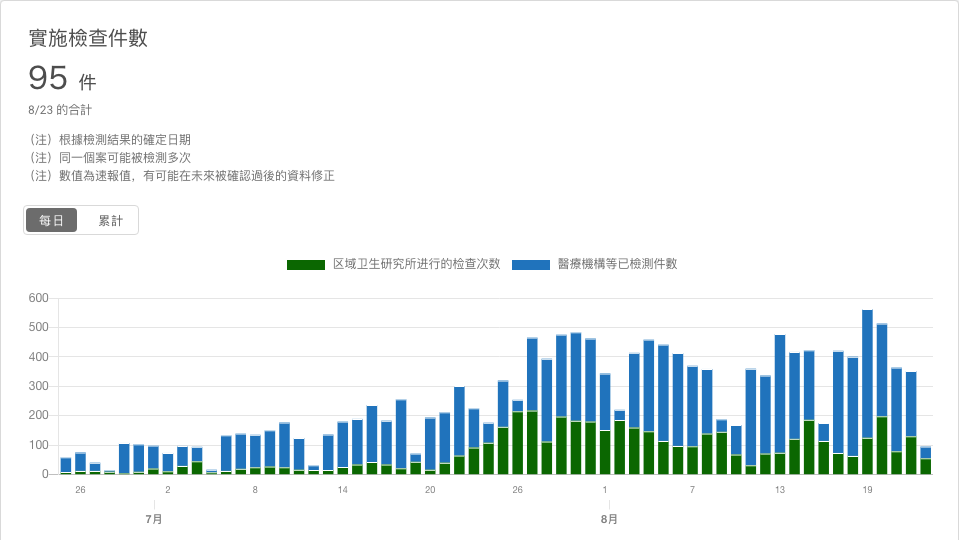 實施檢查件數
95 件
8/23 的合計
（注）根據檢測結果的確定日期
（注）同一個案可能被檢測多次
（注）數值為速報值，有可能在未來被確認過後的資料修正
每日 累計
区域卫生研究所进行的检查次数 醫療機構等已檢測件數
600
500
400
300
200
100
0
26 2 8 14 20 26 1 7 13 19
7月 8月